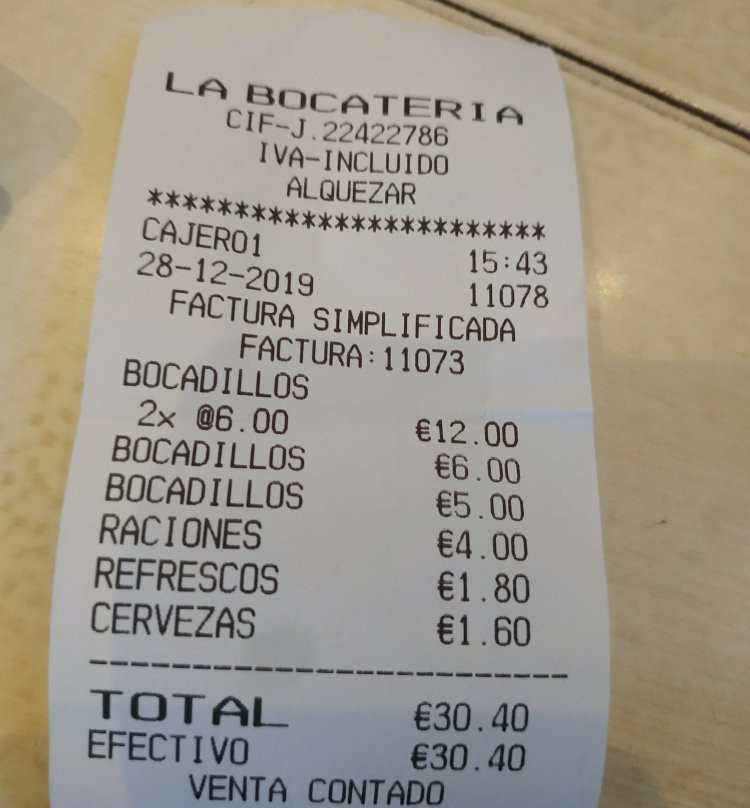 LA BOCATERIA
CIF-J.22422786
IVA-INCLUIDO
ALQUEZAR
************************
CAJERO1 15:43
28-12-2019 11078
FACTURA SIMPLIFICADA
FACTURA:11073
BOCADILLOS
2x @6.00 €12.00
BOCADILLOS €6.00
BOCADILLOS €5.00
RACIONES €4.00
REFRESCOS €1.80
CERVEZAS €1.60
--------------------------
TOTAL €30.40
EFECTIVO €30.40
VENTA CONTADO